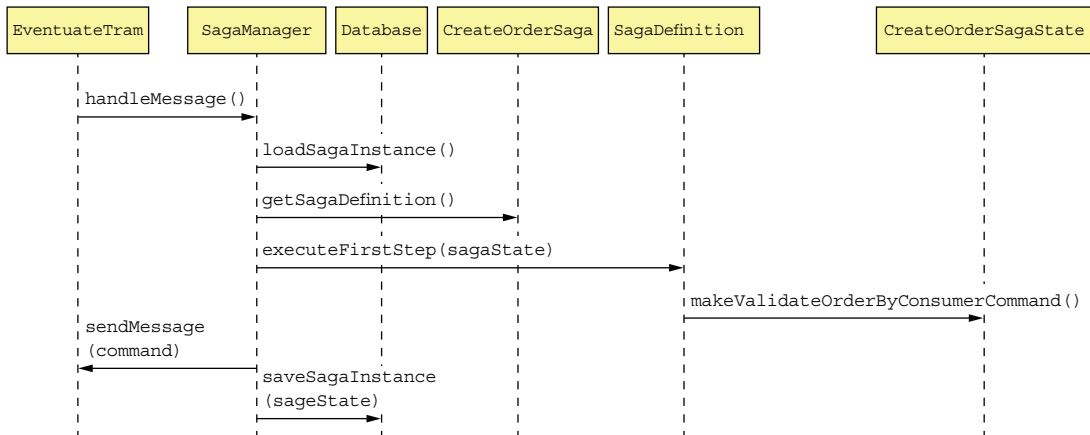 EventuateTram
SagaManager
Database
CreateOrderSaga
SagaDefinition
CreateOrderSagaState
handleMessage()
loadSagaInstance()
getSagaDefinition()
executeFirstStep(sagaState)
makeValidateOrderByConsumerCommand()
sendMessage
(command)
saveSagaInstance
(sageState)